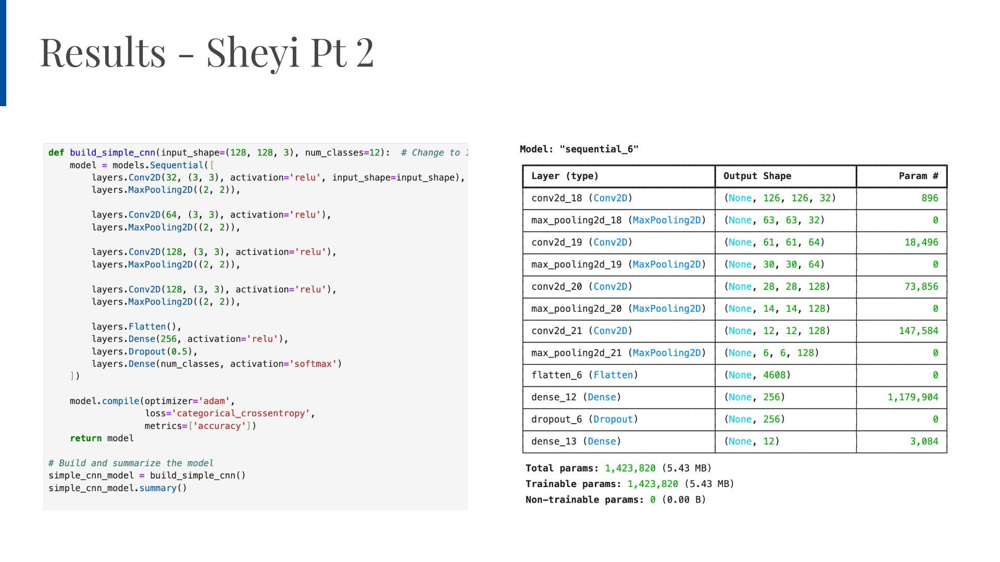 Results - Sheyi Pt 2
def build_simple_cnn(input_shape=(128, 128, 3), num_classes=12):  # Change to
    model = models.Sequential([
        layers.Conv2D(32, (3, 3), activation='relu', input_shape=input_shape),
        layers.MaxPooling2D((2, 2)),
        layers.Conv2D(64, (3, 3), activation='relu'),
        layers.MaxPooling2D((2, 2)),
        layers.Conv2D(128, (3, 3), activation='relu'),
        layers.MaxPooling2D((2, 2)),
        layers.Conv2D(128, (3, 3), activation='relu'),
        layers.MaxPooling2D((2, 2)),
        layers.Flatten(),
        layers.Dense(256, activation='relu'),
        layers.Dropout(0.5),
        layers.Dense(num_classes, activation='softmax')
    ])
    model.compile(optimizer='adam',
                  loss='categorical_crossentropy',
                  metrics=['accuracy'])
    return model
# Build and summarize the model
simple_cnn_model = build_simple_cnn()
simple_cnn_model.summary()
Model: "sequential_6"
Layer (type) Output Shape Param #
conv2d_18 (Conv2D) (None, 126, 126, 32) 896
max_pooling2d_18 (MaxPooling2D) (None, 63, 63, 32) 0
conv2d_19 (Conv2D) (None, 61, 61, 64) 18,496
max_pooling2d_19 (MaxPooling2D) (None, 30, 30, 64) 0
conv2d_20 (Conv2D) (None, 28, 28, 128) 73,856
max_pooling2d_20 (MaxPooling2D) (None, 14, 14, 128) 0
conv2d_21 (Conv2D) (None, 12, 12, 128) 147,584
max_pooling2d_21 (MaxPooling2D) (None, 6, 6, 128) 0
flatten_6 (Flatten) (None, 4608) 0
dense_12 (Dense) (None, 256) 1,179,904
dropout_6 (Dropout) (None, 256) 0
dense_13 (Dense) (None, 12) 3,084
Total params: 1,423,820 (5.43 MB)
Trainable params: 1,423,820 (5.43 MB)
Non-trainable params: 0 (0.00 B)